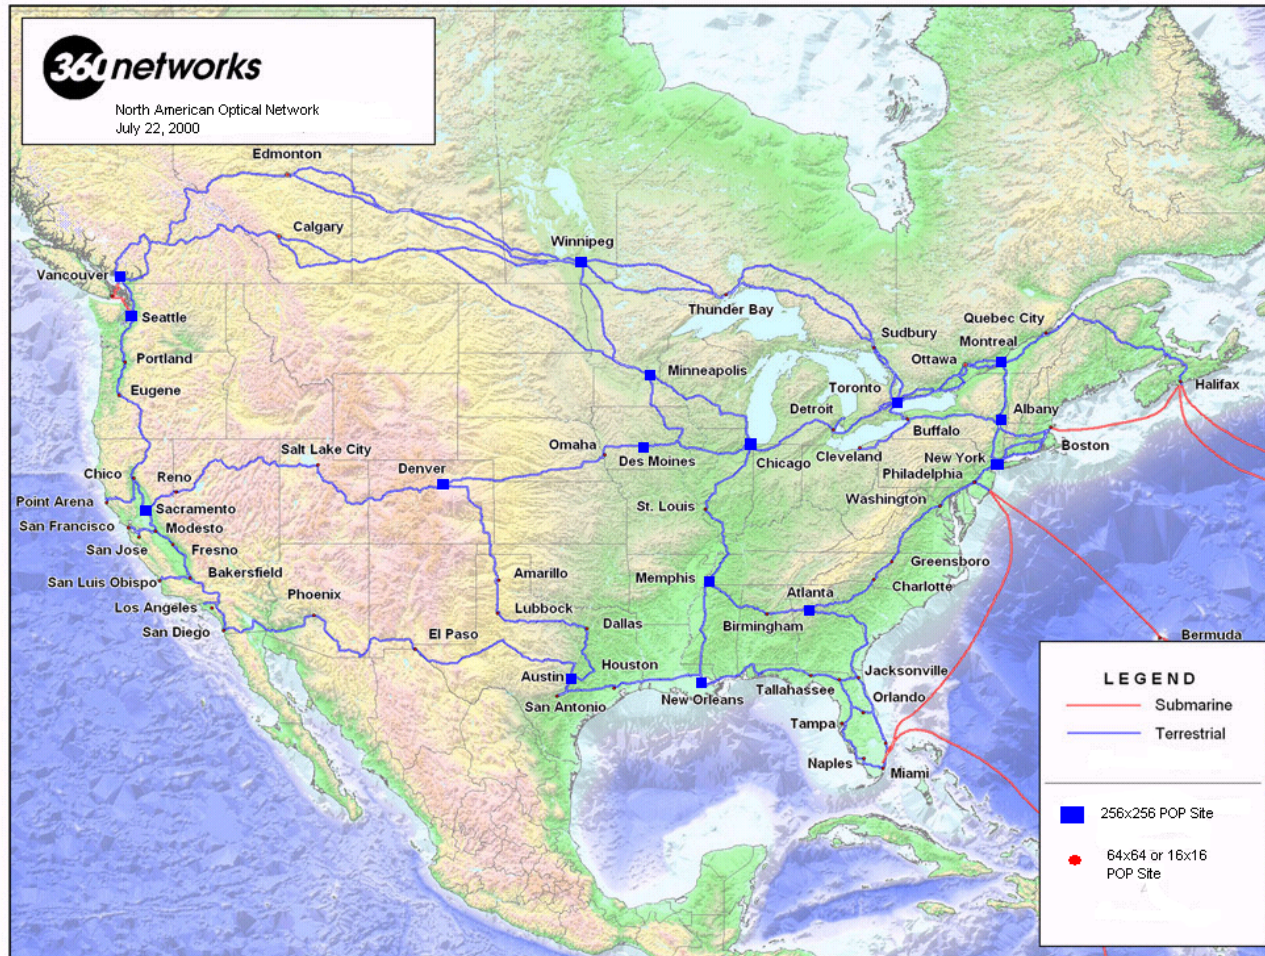 360networks
North American Optical Network
July 22, 2000
Edmonton
Calgary
Winnipeg
Vancouver
Seattle
Thunder Bay
Quebec City
Sudbury
Montreal
Ottawa
Portland
Minneapolis
Halifax
Eugene
Toronto
Detroit
Albany
Buffalo
Omaha
Salt Lake City
Boston
Denver
Des Moines
Chicago
Cleveland
New York
Chico
Reno
Philadelphia
Point Arena
Sacramento
St. Louis
Washington
San Francisco
Modesto
San Jose
Fresno
Greensboro
San Luis Obispo
Bakersfield
Amarillo
Memphis
Charlotte
Phoenix
Atlanta
Los Angeles
Lubbock
Dallas
Birmingham
San Diego
El Paso
Bermuda
Houston
Jacksonville
Austin
Tallahassee
Orlando
San Antonio
New Orleans
Tampa
Naples
Miami
LEGEND
Submarine
Terrestrial
256x256 POP Site
64x64 or 16x16
POP Site